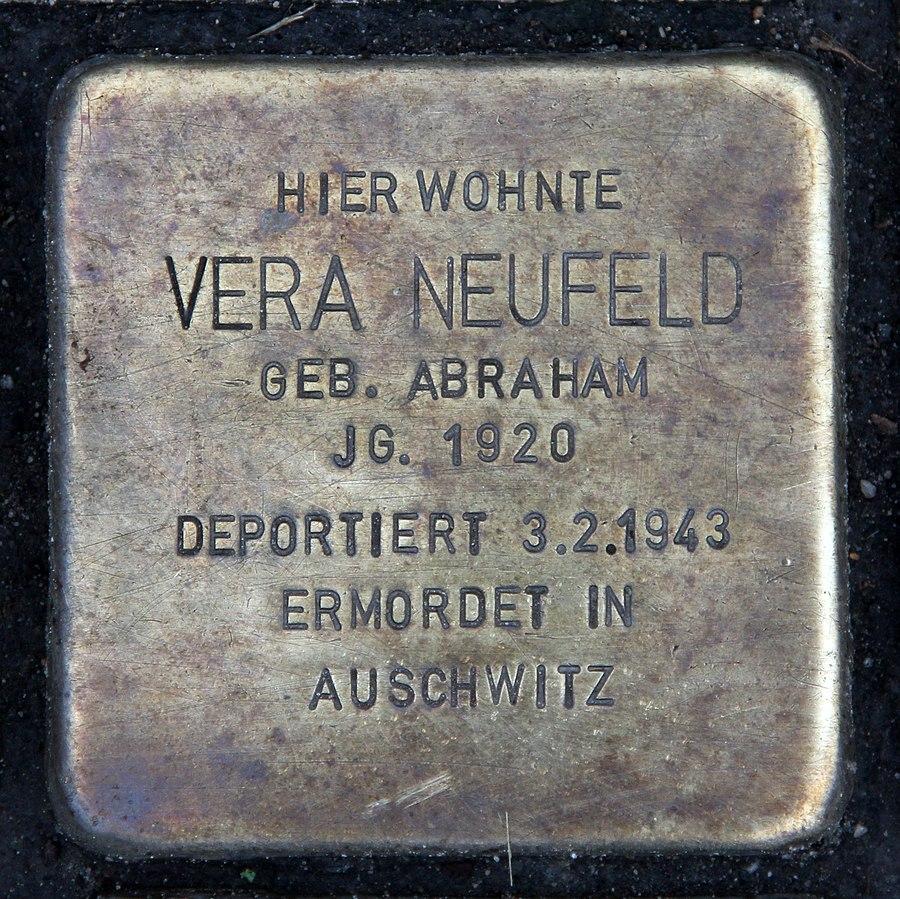 HIER WOHNTE
VERA NEUFELD
GEB. ABRAHAM
JG. 1920
DEPORTIERT 3.2.1943
ERMORDET IN
AUSCHWITZ